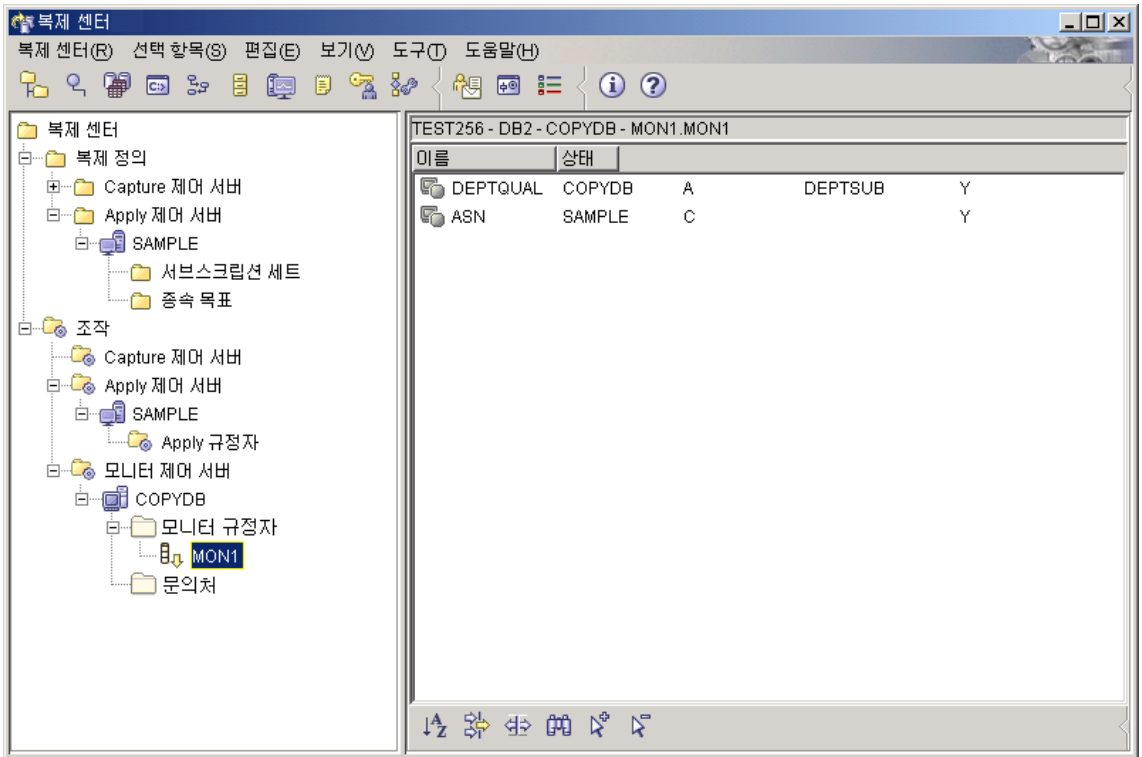 복제 센터
복제 센터(R) 선택 항목(S) 편집(E) 보기(V) 도구(T) 도움말(H)
복제 센터
복제 정의
Capture 제어 서버
Apply 제어 서버
SAMPLE
서브스크립션 세트
종속 목표
조작
Capture 제어 서버
Apply 제어 서버
SAMPLE
Apply 규정자
모니터 제어 서버
COPYDB
모니터 규정자
MON1
문의처
TEST256 - DB2 - COPYDB - MON1.MON1
이름 상태
DEPTQUAL COPYDB A DEPTSUB Y
ASN SAMPLE C Y